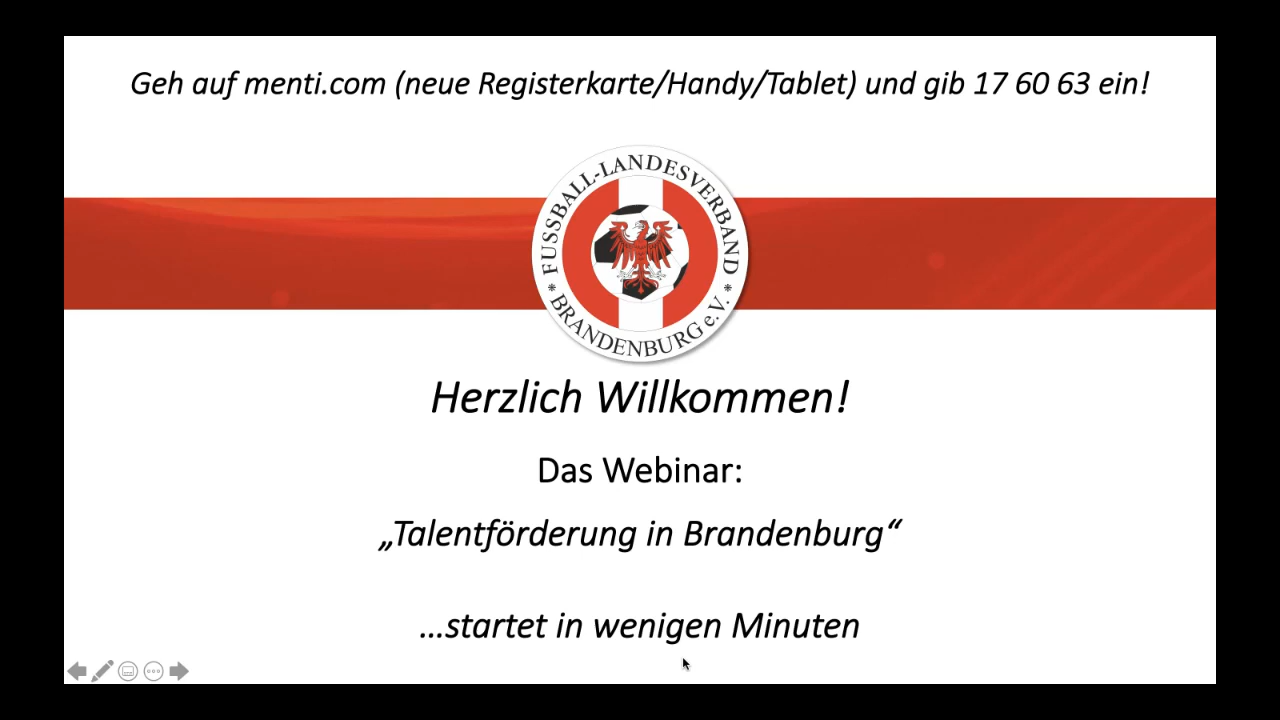 Geh auf menti.com (neue Registerkarte/Handy/Tablet) und gib 17 60 63 ein!
FUSSBALL-LANDESVERBAND
* BRANDENBURG e.V. *
Herzlich Willkommen!
Das Webinar:
„Talentförderung in Brandenburg“
...startet in wenigen Minuten